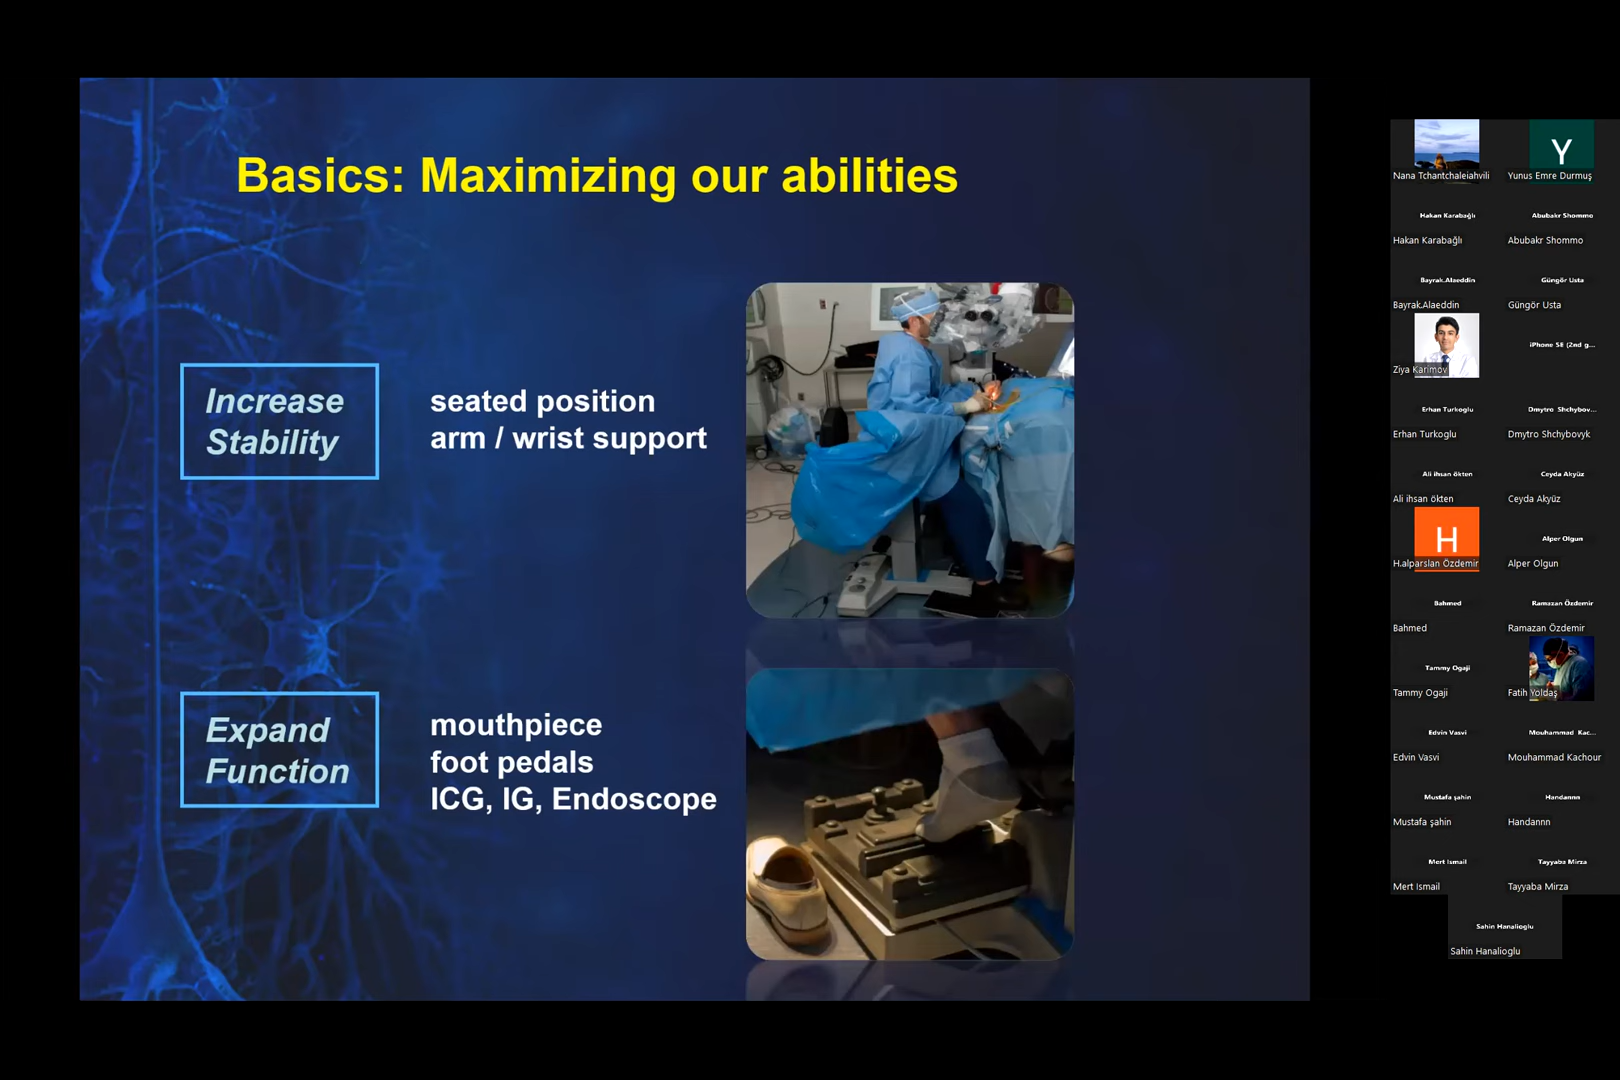 Basics: Maximizing our abilities
Increase
Stability
seated position
arm / wrist support
Expand
Function
mouthpiece
foot pedals
ICG, IG, Endoscope
Nana Tchantchaleiahvili
Y
Yunus Emre Durmuş
Hakan Karabağlı
Hakan Karabağlı
Abubakr Shommo
Abubakr Shommo
Bayrak.Alaeddin
Bayrak.Alaeddin
Güngör Usta
Güngör Usta
Ziya Karimov
iPhone SE (2nd g...
Erhan Turkoglu
Erhan Turkoglu
Dmytro Shchybov...
Dmytro Shchybovyk
Ali ihsan ökten
Ali ihsan ökten
Ceyda Akyüz
Ceyda Akyüz
H
H.alparslan Özdemir
Alper Olgun
Alper Olgun
Bahmed
Bahmed
Ramazan Özdemir
Ramazan Özdemir
Tammy Ogaji
Tammy Ogaji
Fatih Yoldaş
Edvin Vasvi
Edvin Vasvi
Mouhammad Kac...
Mouhammad Kachour
Mustafa şahin
Mustafa şahin
Handannn
Handannn
Mert Ismail
Mert Ismail
Tayyaba Mirza
Tayyaba Mirza
Sahin Hanalioglu
Sahin Hanalioglu